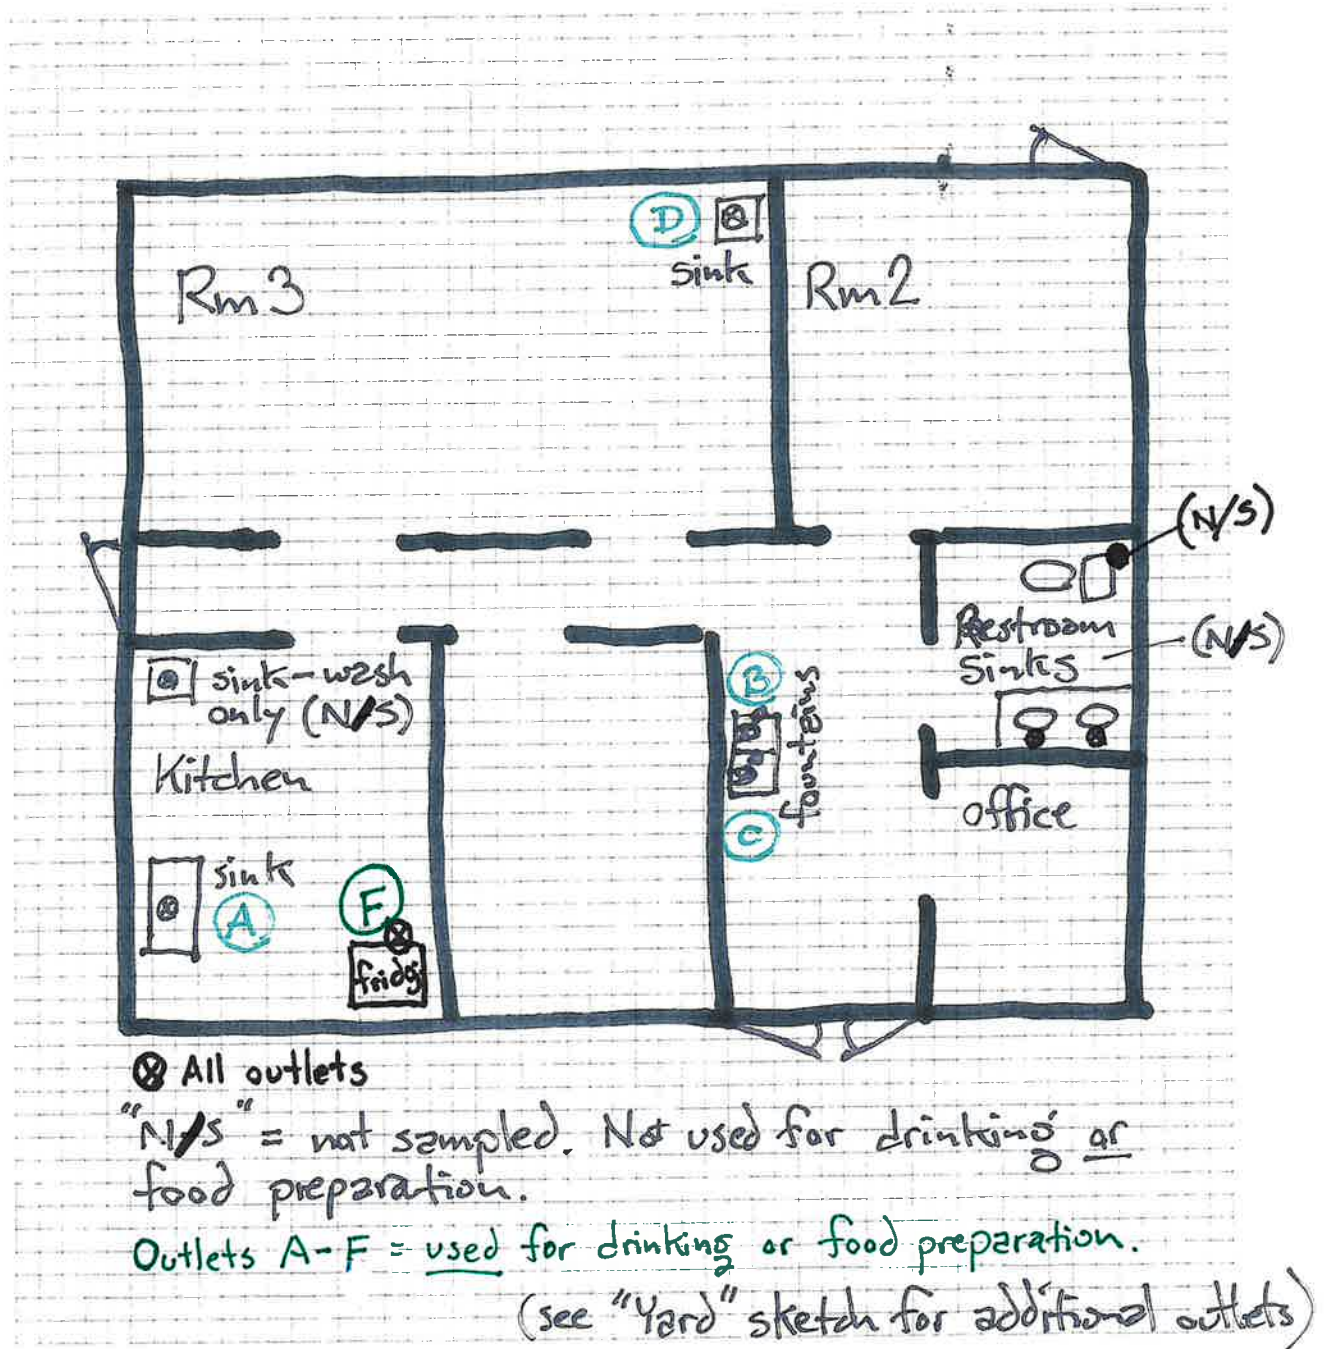 D
sink
Rm 3
Rm 2
(N/S)
Restroom
Sinks
(N/S)
sink-wash
only (N/S)
B
fountains
C
Kitchen
office
sink
A
F
fridg
⊗ All outlets
"N/S" = not sampled. Not used for drinking or
food preparation.
Outlets A-F = used for drinking or food preparation.
(see "Yard" sketch for additional outlets)